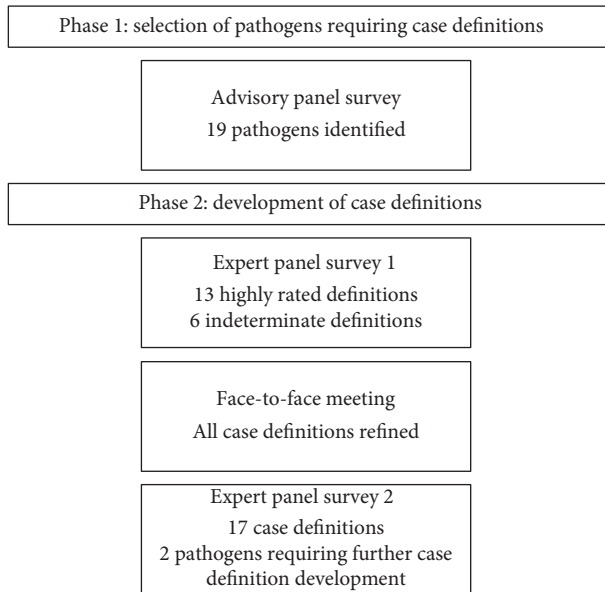 Phase 1: selection of pathogens requiring case definitions
Advisory panel survey
19 pathogens identified
Phase 2: development of case definitions
Expert panel survey 1
13 highly rated definitions
6 indeterminate definitions
Face-to-face meeting
All case definitions refined
Expert panel survey 2
17 case definitions
2 pathogens requiring further case
definition development